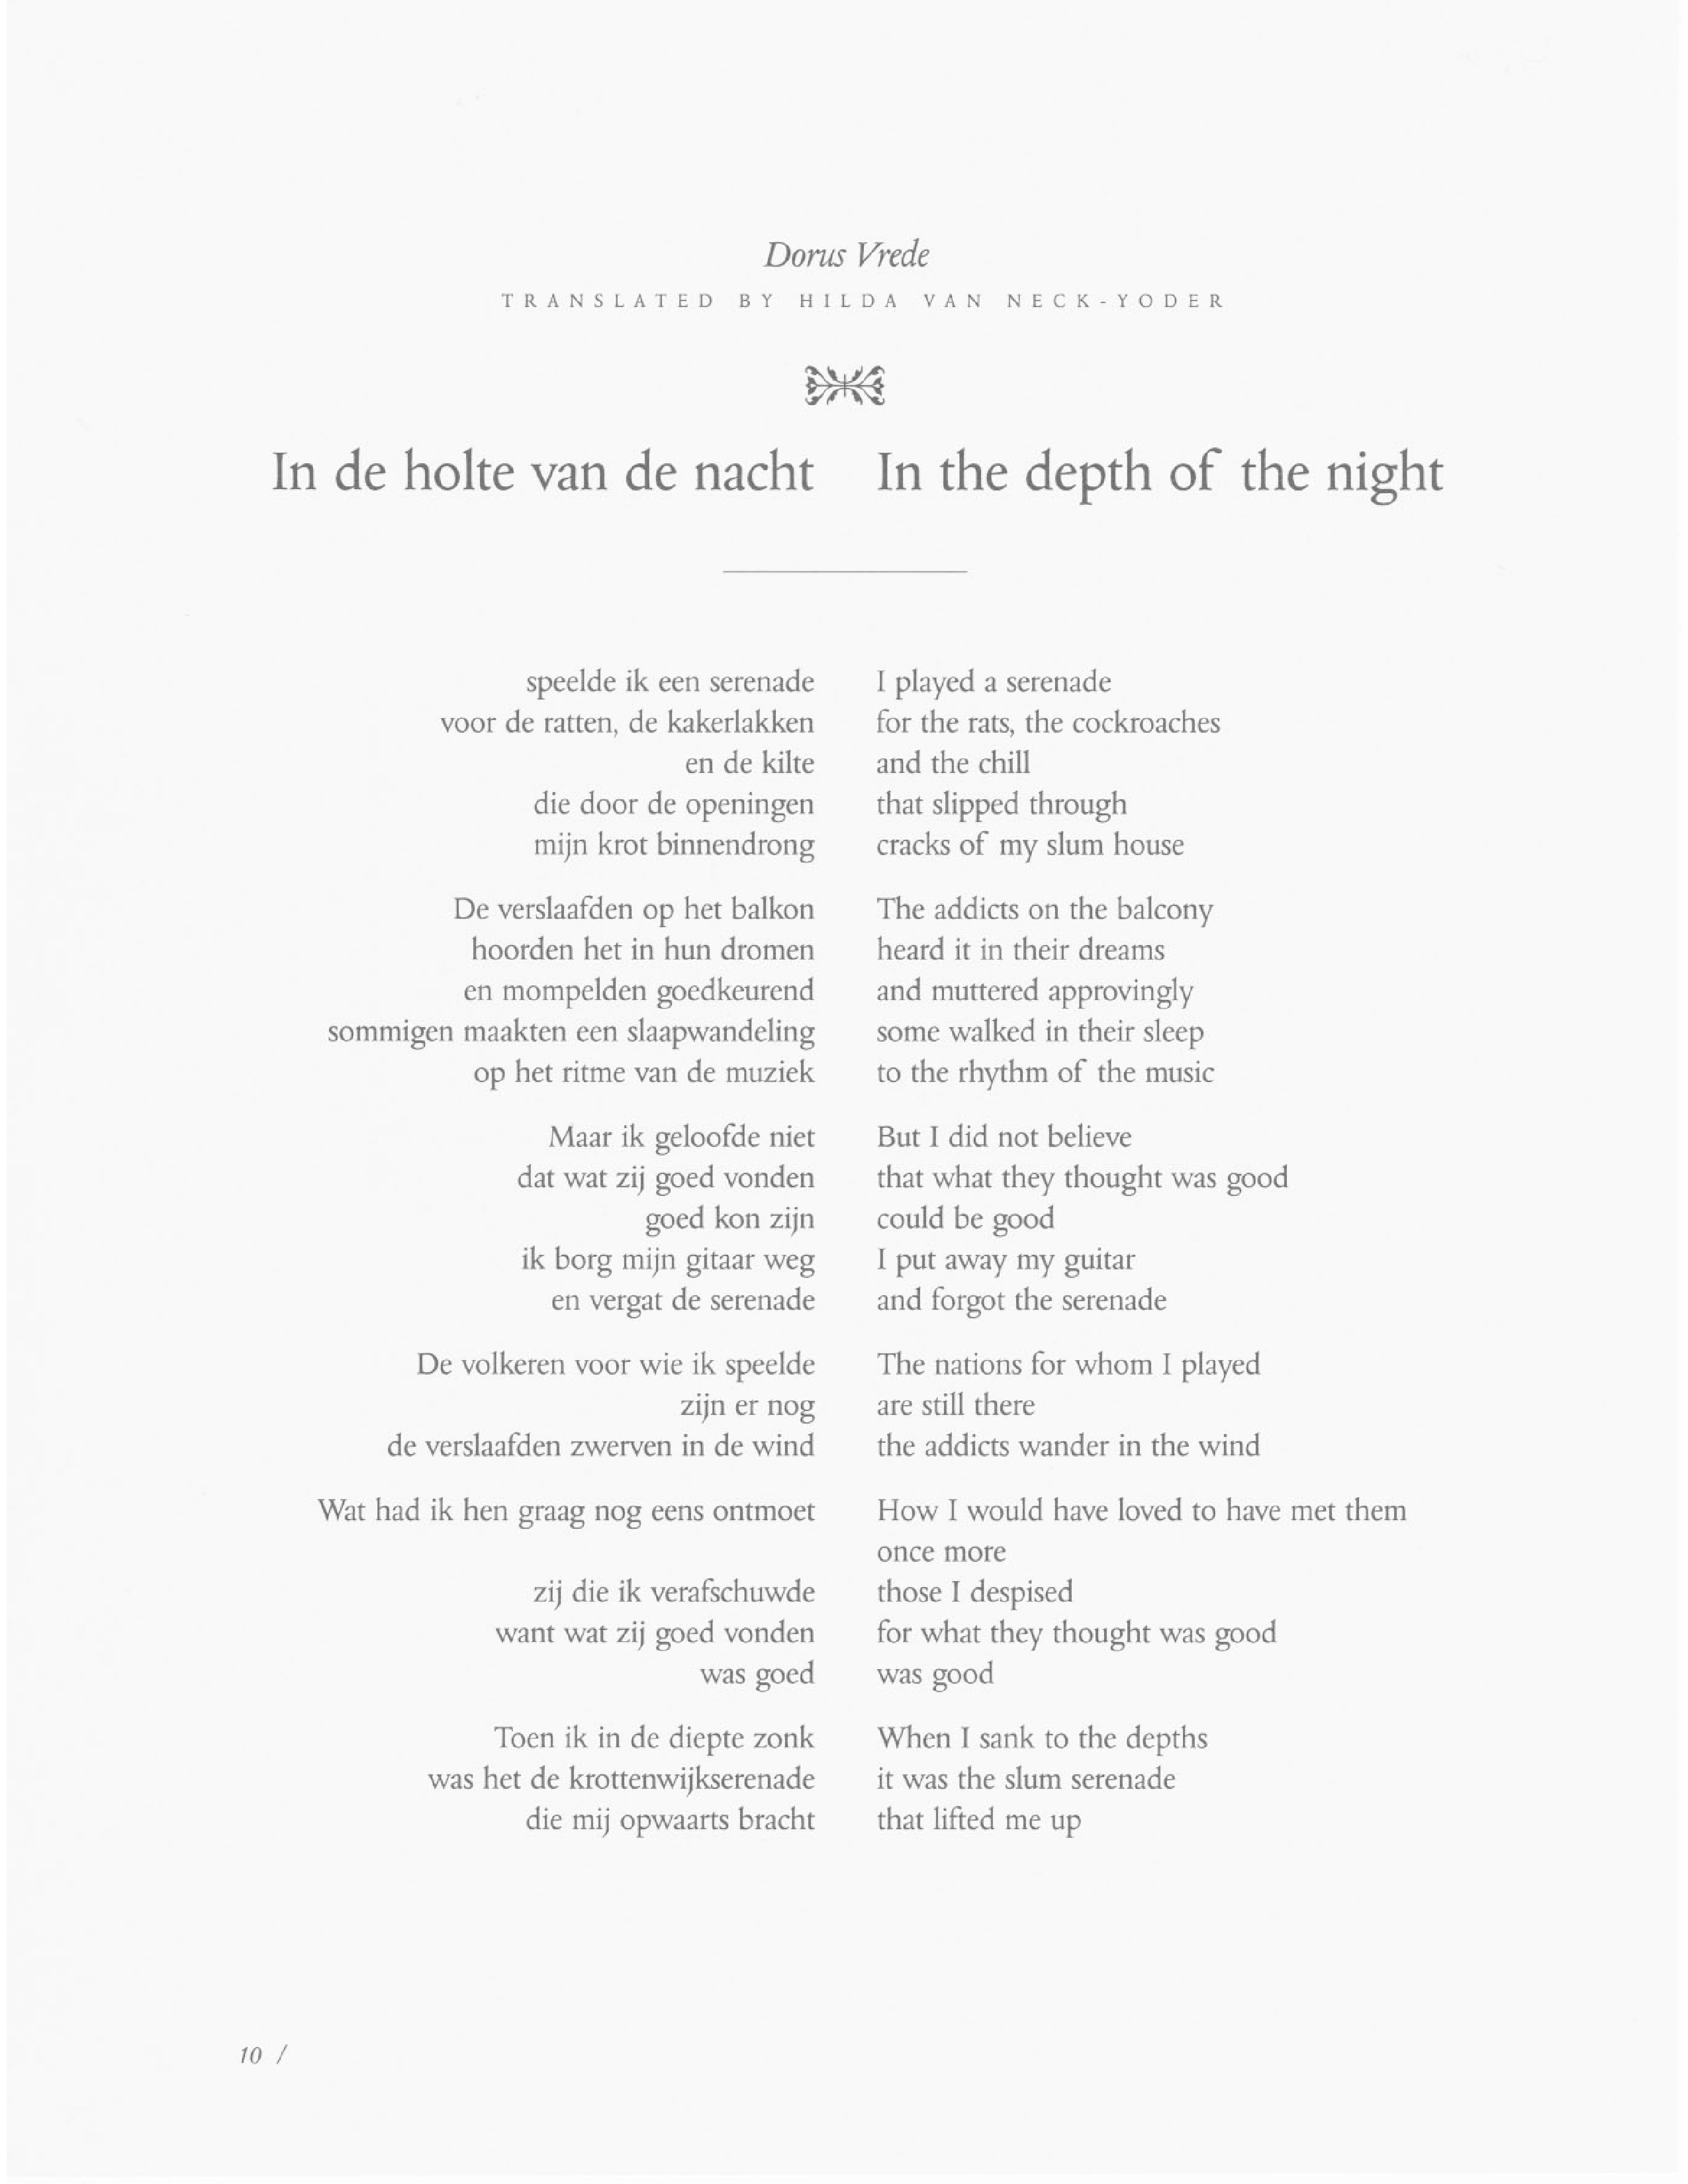 Dorus Vrede
TRANSLATED BY HILDA VAN NECK-YODER
In de holte van de nacht
speelde ik een serenade
voor de ratten, de kakerlakken
en de kilte
die door de openingen
mijn krot binnendrong
De verslaafden op het balkon
hoorden het in hun dromen
en mompelden goedkeurend
sommigen maakten een slaapwandeling
op het ritme van de muziek
Maar ik geloofde niet
dat wat zij goed vonden
goed kon zijn
ik borg mijn gitaar weg
en vergat de serenade
De volkeren voor wie ik speelde
zijn er nog
de verslaafden zwerven in de wind
Wat had ik hen graag nog eens ontmoet
zij die ik verafschuwde
want wat zij goed vonden
was goed
Toen ik in de diepte zonk
was het de krottenwijkserenade
die mij opwaarts bracht
In the depth of the night
I played a serenade
for the rats, the cockroaches
and the chill
that slipped through
cracks of my slum house
The addicts on the balcony
heard it in their dreams
and muttered approvingly
some walked in their sleep
to the rhythm of the music
But I did not believe
that what they thought was good
could be good
I put away my guitar
and forgot the serenade
The nations for whom I played
are still there
the addicts wander in the wind
How I would have loved to have met them
once more
those I despised
for what they thought was good
was good
When I sank to the depths
it was the slum serenade
that lifted me up
10 /